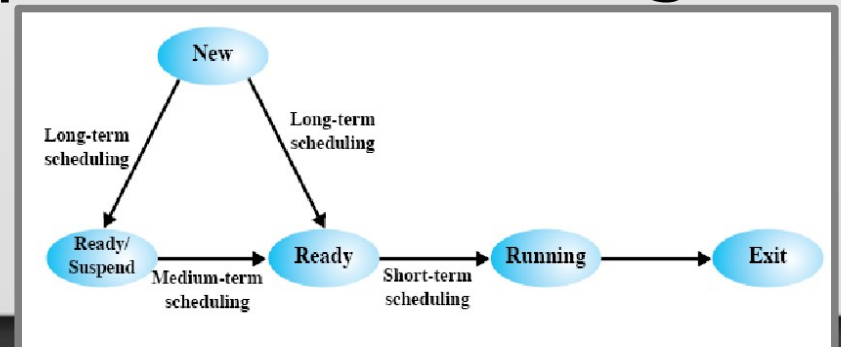 New
Long-term
scheduling
Long-term
scheduling
Ready/
Suspend
Medium-term
scheduling
Ready
Short-term
scheduling
Running
Exit